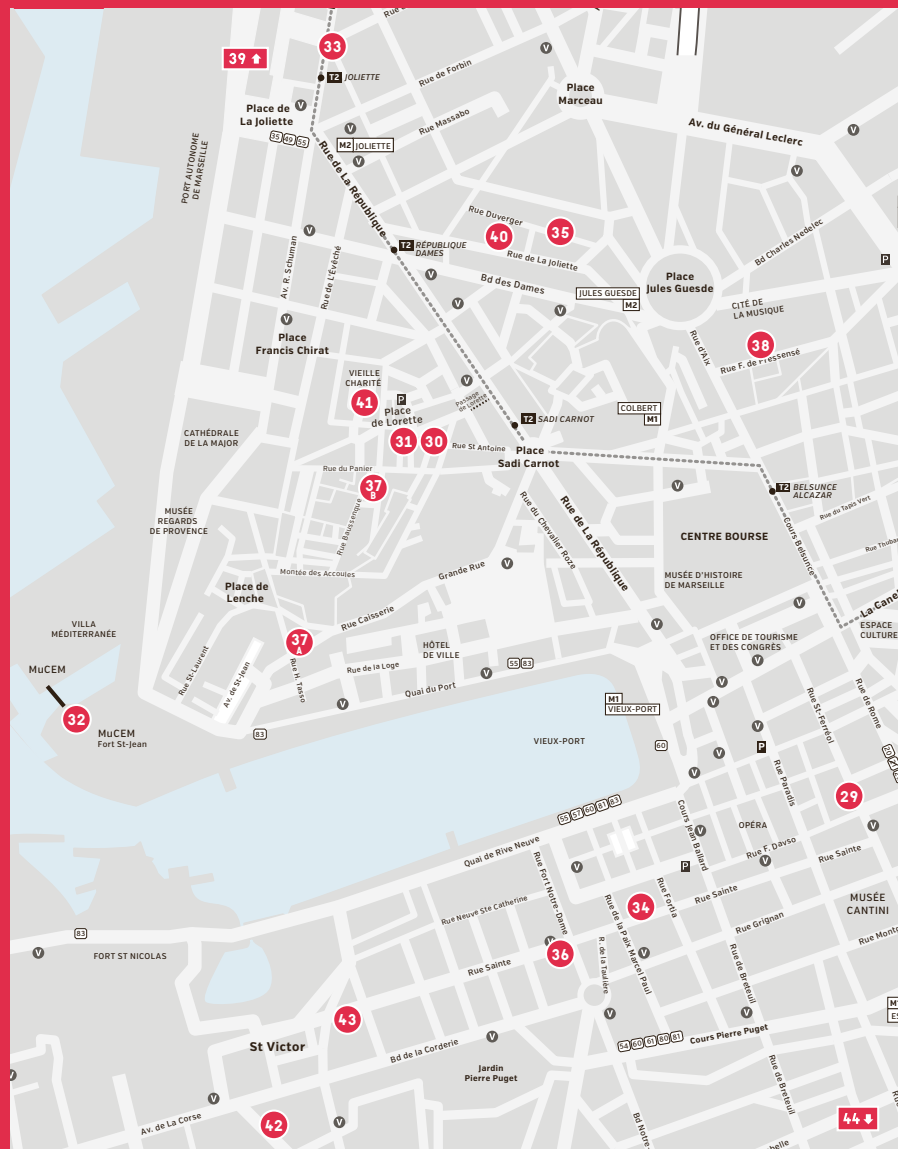 33
39
T2 JOLIETTE
Rue de Forbin
Place
Marceau
Place de
La Joliette
35 49 55
Rue Massabo
Av. du Général Leclerc
M2 JOLIETTE
PORT AUTONOME
DE MARSEILLE
Rue de La République
Rue Duverger
40
35
T2 RÉPUBLIQUE
DAMES
Rue de La Joliette
Bd Charles Nedelec
P
Av. R. Schuman
Rue de L'Évêché
Bd des Dames
Place
Jules Guesde
JULES GUESDE
M2
CITÉ DE
LA MUSIQUE
Place
Francis Chirat
Rue d'Aix
38
Rue F. de Pressensé
VIEILLE
CHARITÉ
41
P
Place
de Lorette
Passage
de Lorette
COLBERT
M1
T2 SADI CARNOT
CATHÉDRALE
DE LA MAJOR
31
30
Rue St Antoine
Place
Sadi Carnot
Rue du Panier
37
B
T2 BELSUNCE
ALCAZAR
Rue du Tapis Vert
MUSÉE
REGARDS
DE PROVENCE
Rue Baussenque
Rue du Chevalier Roze
Rue de La République
CENTRE BOURSE
Cours Belsunce
Rue Thuba
Montée des Accoules
Grande Rue
MUSÉE D'HISTOIRE
DE MARSEILLE
Place de
Lenche
La Cane
Rue Caisserie
VILLA
MÉDITERRANÉE
37
A
HÔTEL
DE VILLE
OFFICE DE TOURISME
ET DES CONGRÈS
ESPACE
CULTURE
MuCEM
Rue St-Laurent
Av. de St-Jean
Rue H. Tasso
Rue de la Loge
55 83
Quai du Port
Rue St-Ferréol
Rue de Rome
M1
VIEUX-PORT
32
MuCEM
Fort St-Jean
83
VIEUX-PORT
60
P
20
21
Rue Paradis
29
55 57 60 81 83
Cours Jean Ballard
OPÉRA
Quai de Rive Neuve
Rue F. Davso
Rue Sainte
P
Rue Fort Notre-Dame
Rue Sainte
MUSÉE
CANTINI
Rue Neuve Ste Catherine
34
Rue Fortia
Rue de la Paix Marcel Paul
Rue Grignan
Rue Mont
83
FORT ST NICOLAS
36
Rue Sainte
R. de la Taulière
Rue de Breteuil
43
St Victor
Bd de la Corderie
54 60 61 80 81
Cours Pierre Puget
Jardin
Pierre Puget
Rue de Breteuil
42
Av. de La Corse
Bd Notre-
44